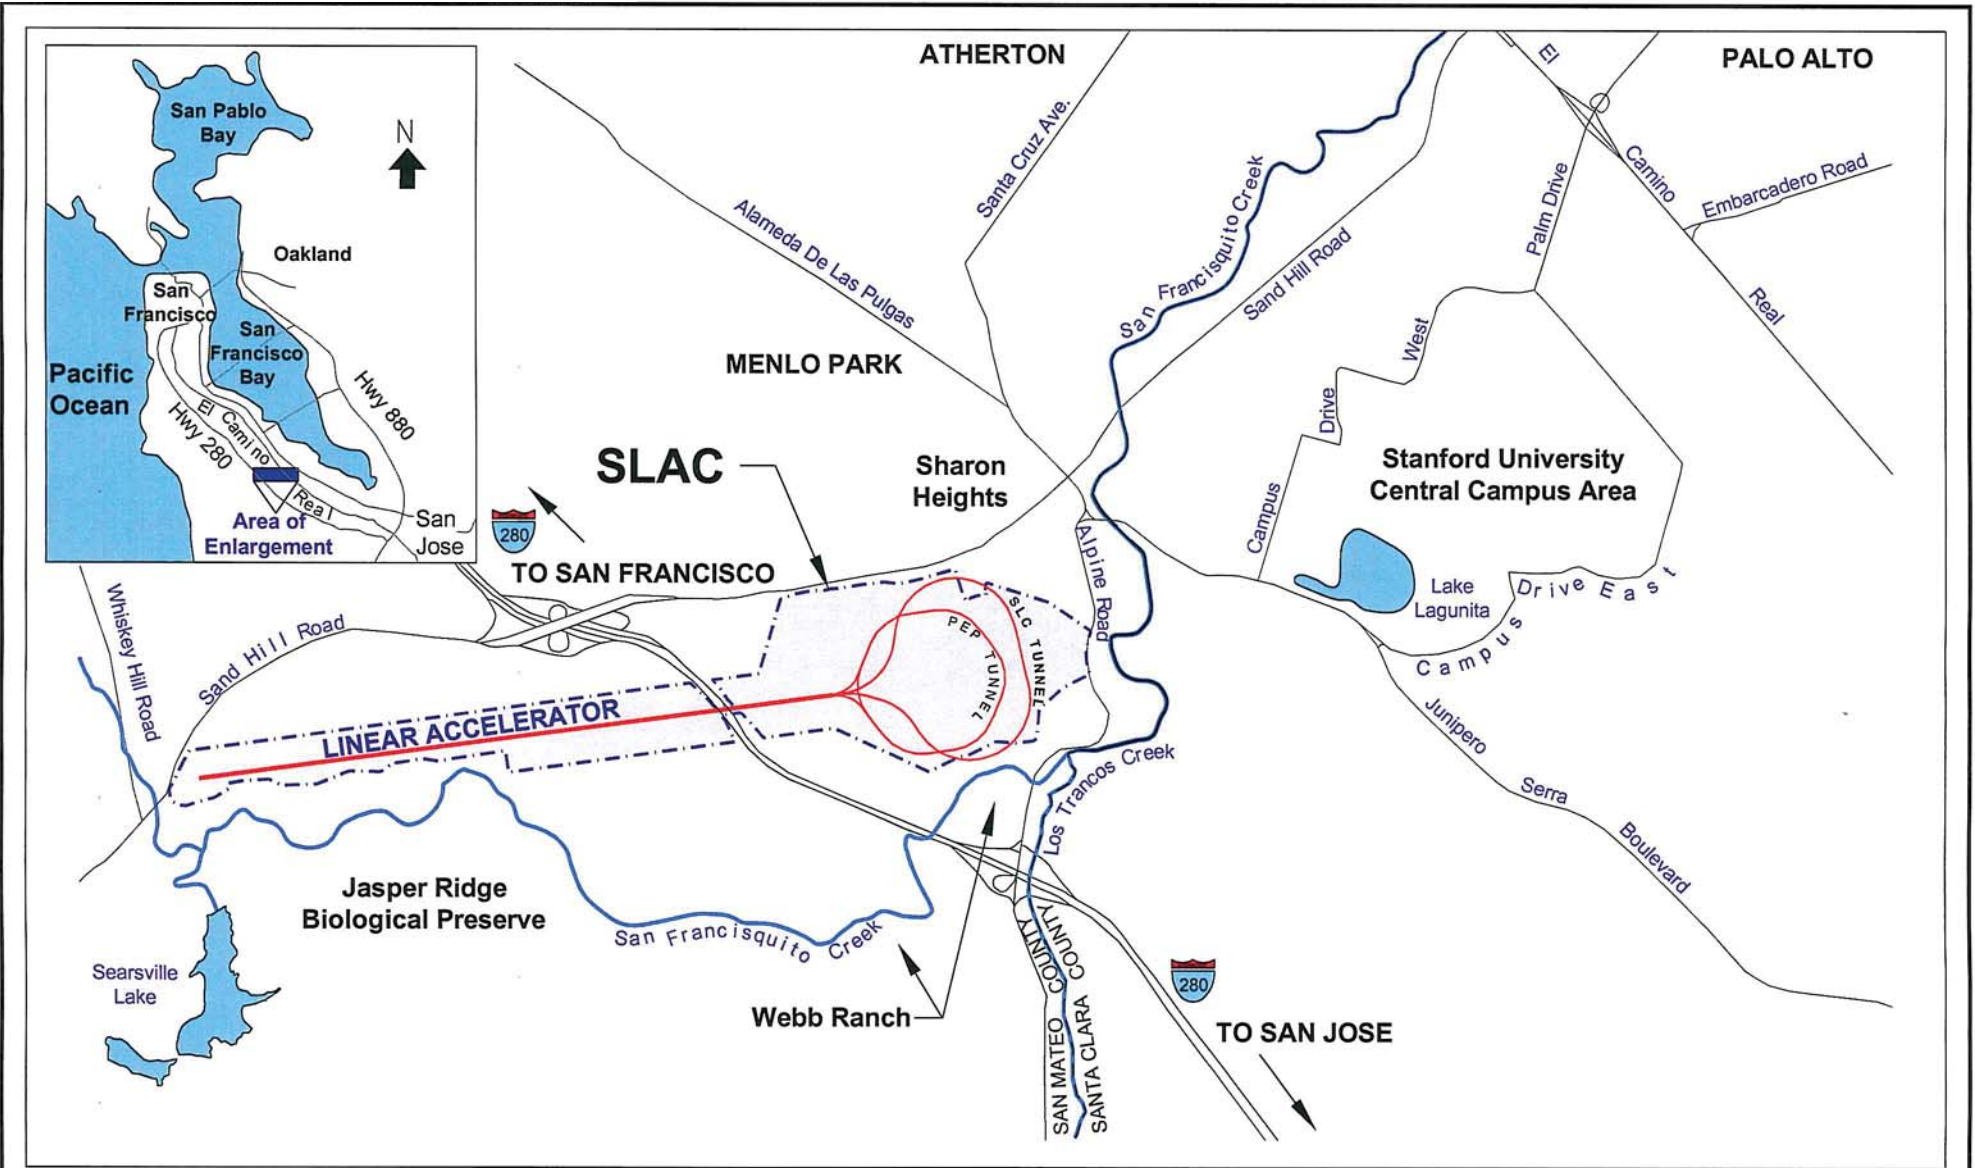 San Pablo
Bay
N
Oakland
San
Francisco
San
Francisco
Bay
Pacific
Ocean
Hwy 880
El Camino Real
Hwy 280
San
Jose
Area of
Enlargement
ATHERTON
PALO ALTO
El Camino Real
Santa Cruz Ave.
Alameda De Las Pulgas
San Francisquito Creek
Sand Hill Road
Palm Drive
Embarcadero Road
MENLO PARK
Campus Drive West
SLAC
Sharon
Heights
Stanford University
Central Campus Area
280
TO SAN FRANCISCO
Alpine Road
Lake
Lagunita
Campus Drive East
Whiskey Hill Road
Sand Hill Road
PEP TUNNEL
SLC TUNNEL
LINEAR ACCELERATOR
Junipero Serra Boulevard
Los Trancos Creek
Jasper Ridge
Biological Preserve
San Francisquito Creek
Searsville
Lake
Webb Ranch
SAN MATEO COUNTY
SANTA CLARA COUNTY
280
TO SAN JOSE